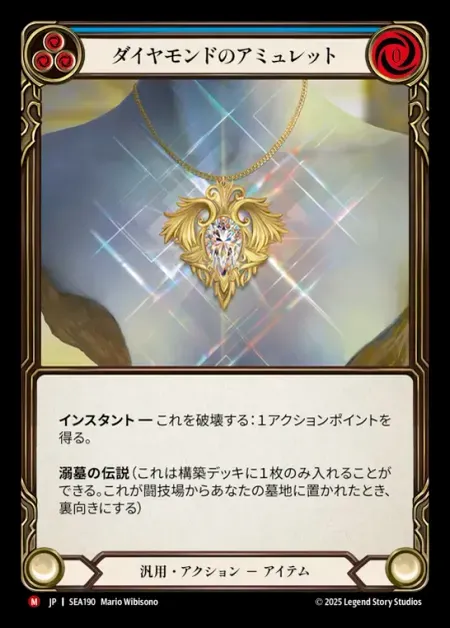 ダイヤモンドのアミュレット
0
インスタント — これを破壊する：１アクションポイントを
得る。
溺墓の伝説（これは構築デッキに１枚のみ入れることが
できる。これが闘技場からあなたの墓地に置かれたとき、
裏向きにする）
汎用・アクション － アイテム
M JP | SEA190 Mario Wibisono
© 2025 Legend Story Studios